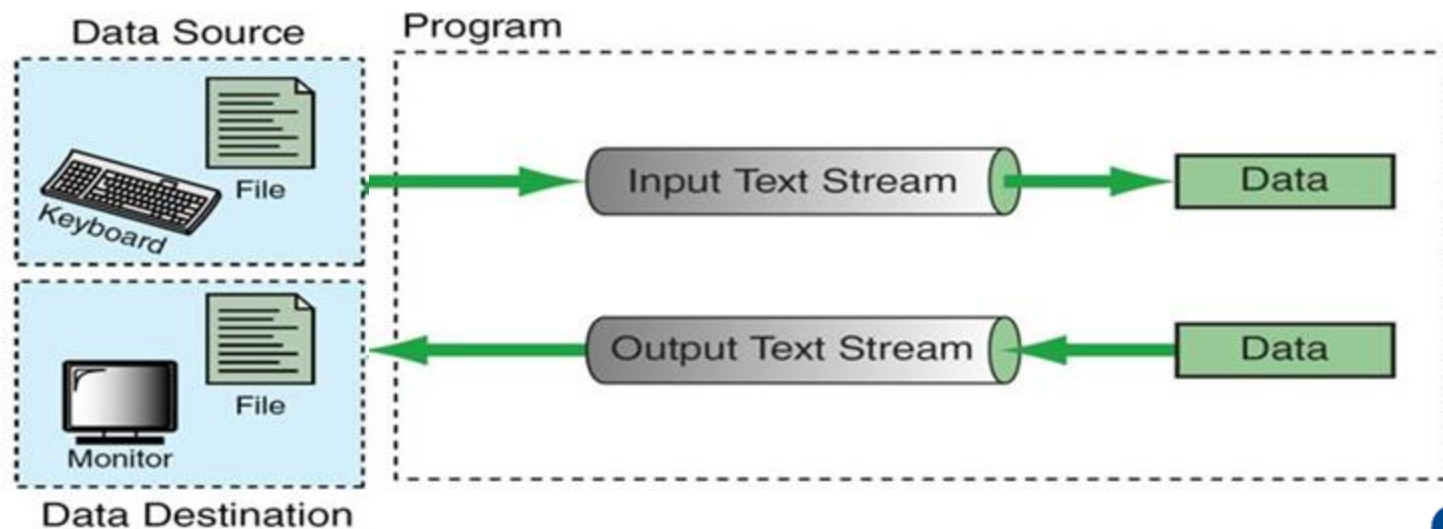 Data Source
Program
File
Keyboard
Input Text Stream
Data
File
Monitor
Output Text Stream
Data
Data Destination